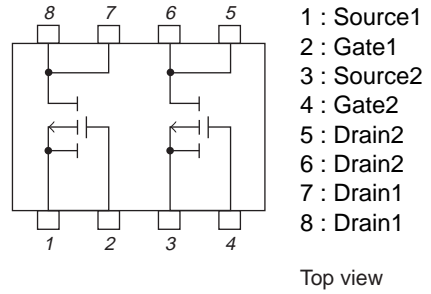 8 7 6 5
1 2 3 4
1 : Source1
2 : Gate1
3 : Source2
4 : Gate2
5 : Drain2
6 : Drain2
7 : Drain1
8 : Drain1
Top view